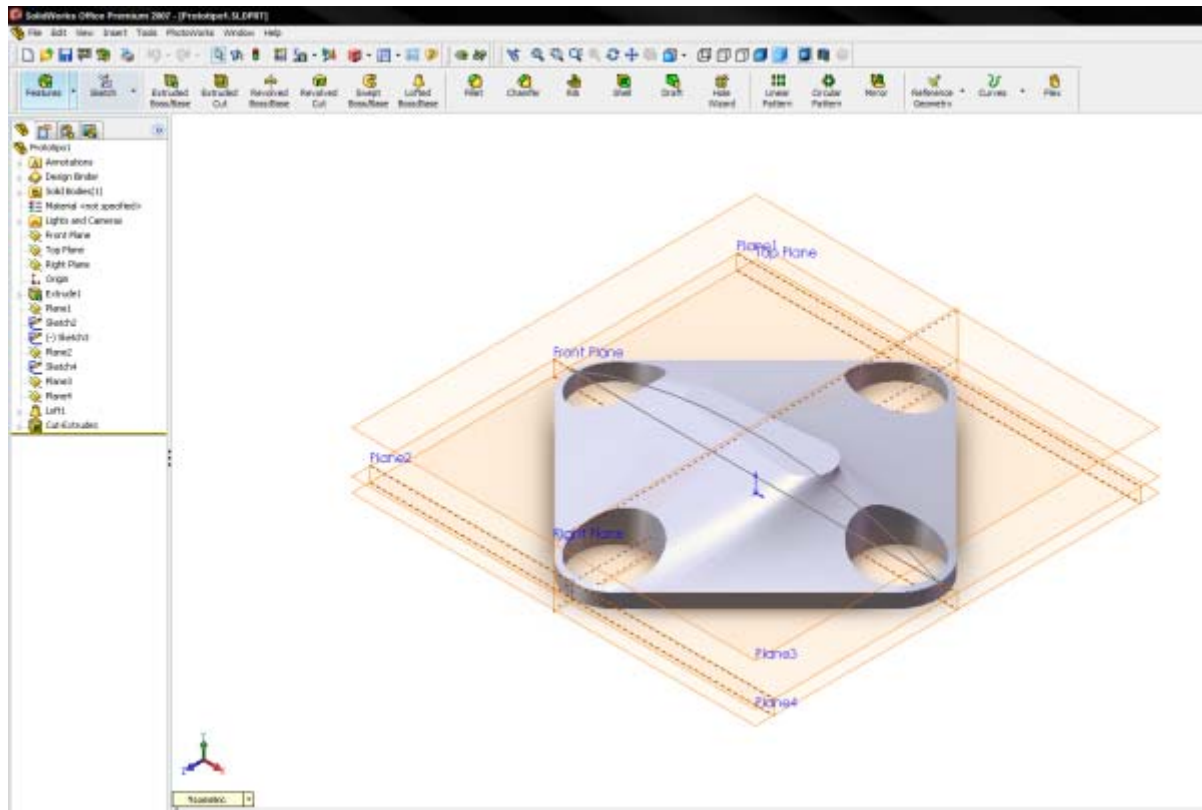 SolidWorks Office Premium 2007 - [Prototipo1.SLDPRT]
File Edit View Insert Tools PhotoWorks Window Help
Features Sketch Extruded Boss/Base Extruded Cut Revolved Boss/Base Revolved Cut Swept Boss/Base Lofted Boss/Base Fillet Chamfer Rib Shell Draft Hole Wizard Linear Pattern Circular Pattern Mirror Reference Geometry Curves Flex
Prototipo1
Annotations
Design Binder
Solid Bodies(1)
Material <not specified>
Lights and Cameras
Front Plane
Top Plane
Right Plane
Origin
Extrude1
Plane1
Sketch2
(-) Sketch3
Plane2
Sketch4
Plane3
Plane4
Loft1
Cut-Extrude1
Plane1
Top Plane
Front Plane
Plane2
Right Plane
Plane3
Plane4
*Isometric